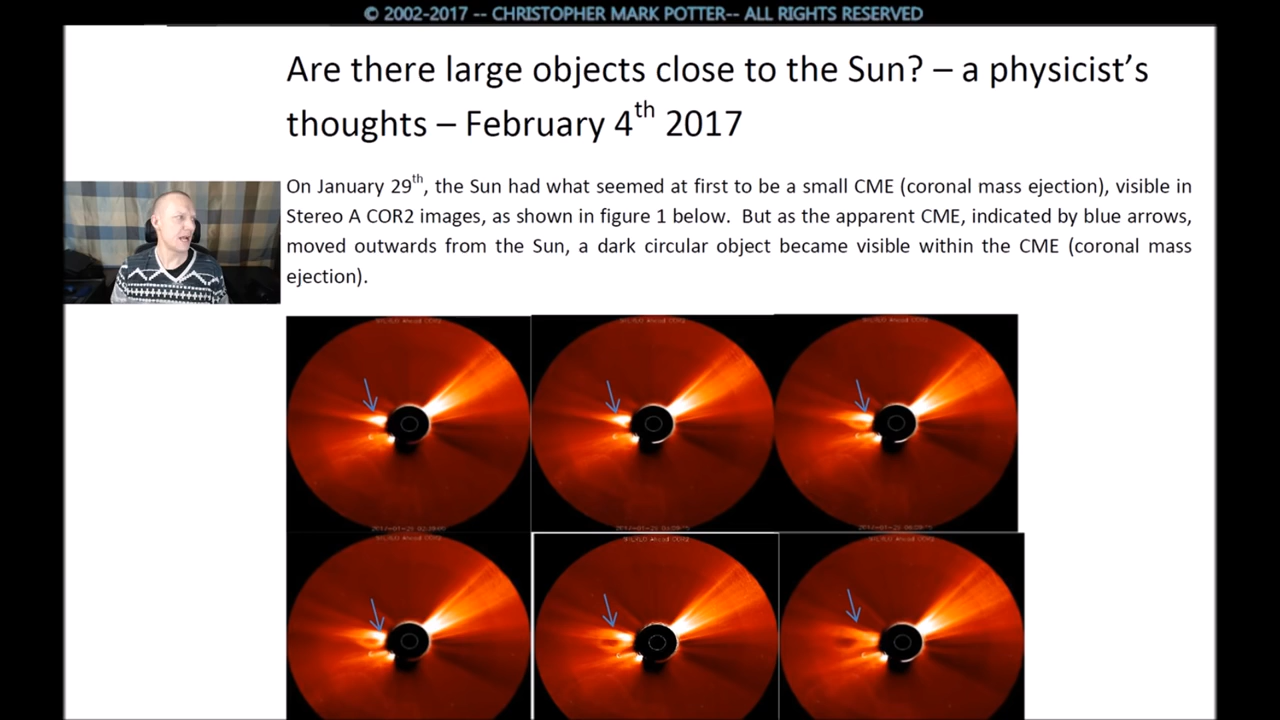 © 2002-2017 -- CHRISTOPHER MARK POTTER-- ALL RIGHTS RESERVED
Are there large objects close to the Sun? – a physicist’s
thoughts – February 4th 2017
On January 29th, the Sun had what seemed at first to be a small CME (coronal mass ejection), visible in
Stereo A COR2 images, as shown in figure 1 below. But as the apparent CME, indicated by blue arrows,
moved outwards from the Sun, a dark circular object became visible within the CME (coronal mass
ejection).